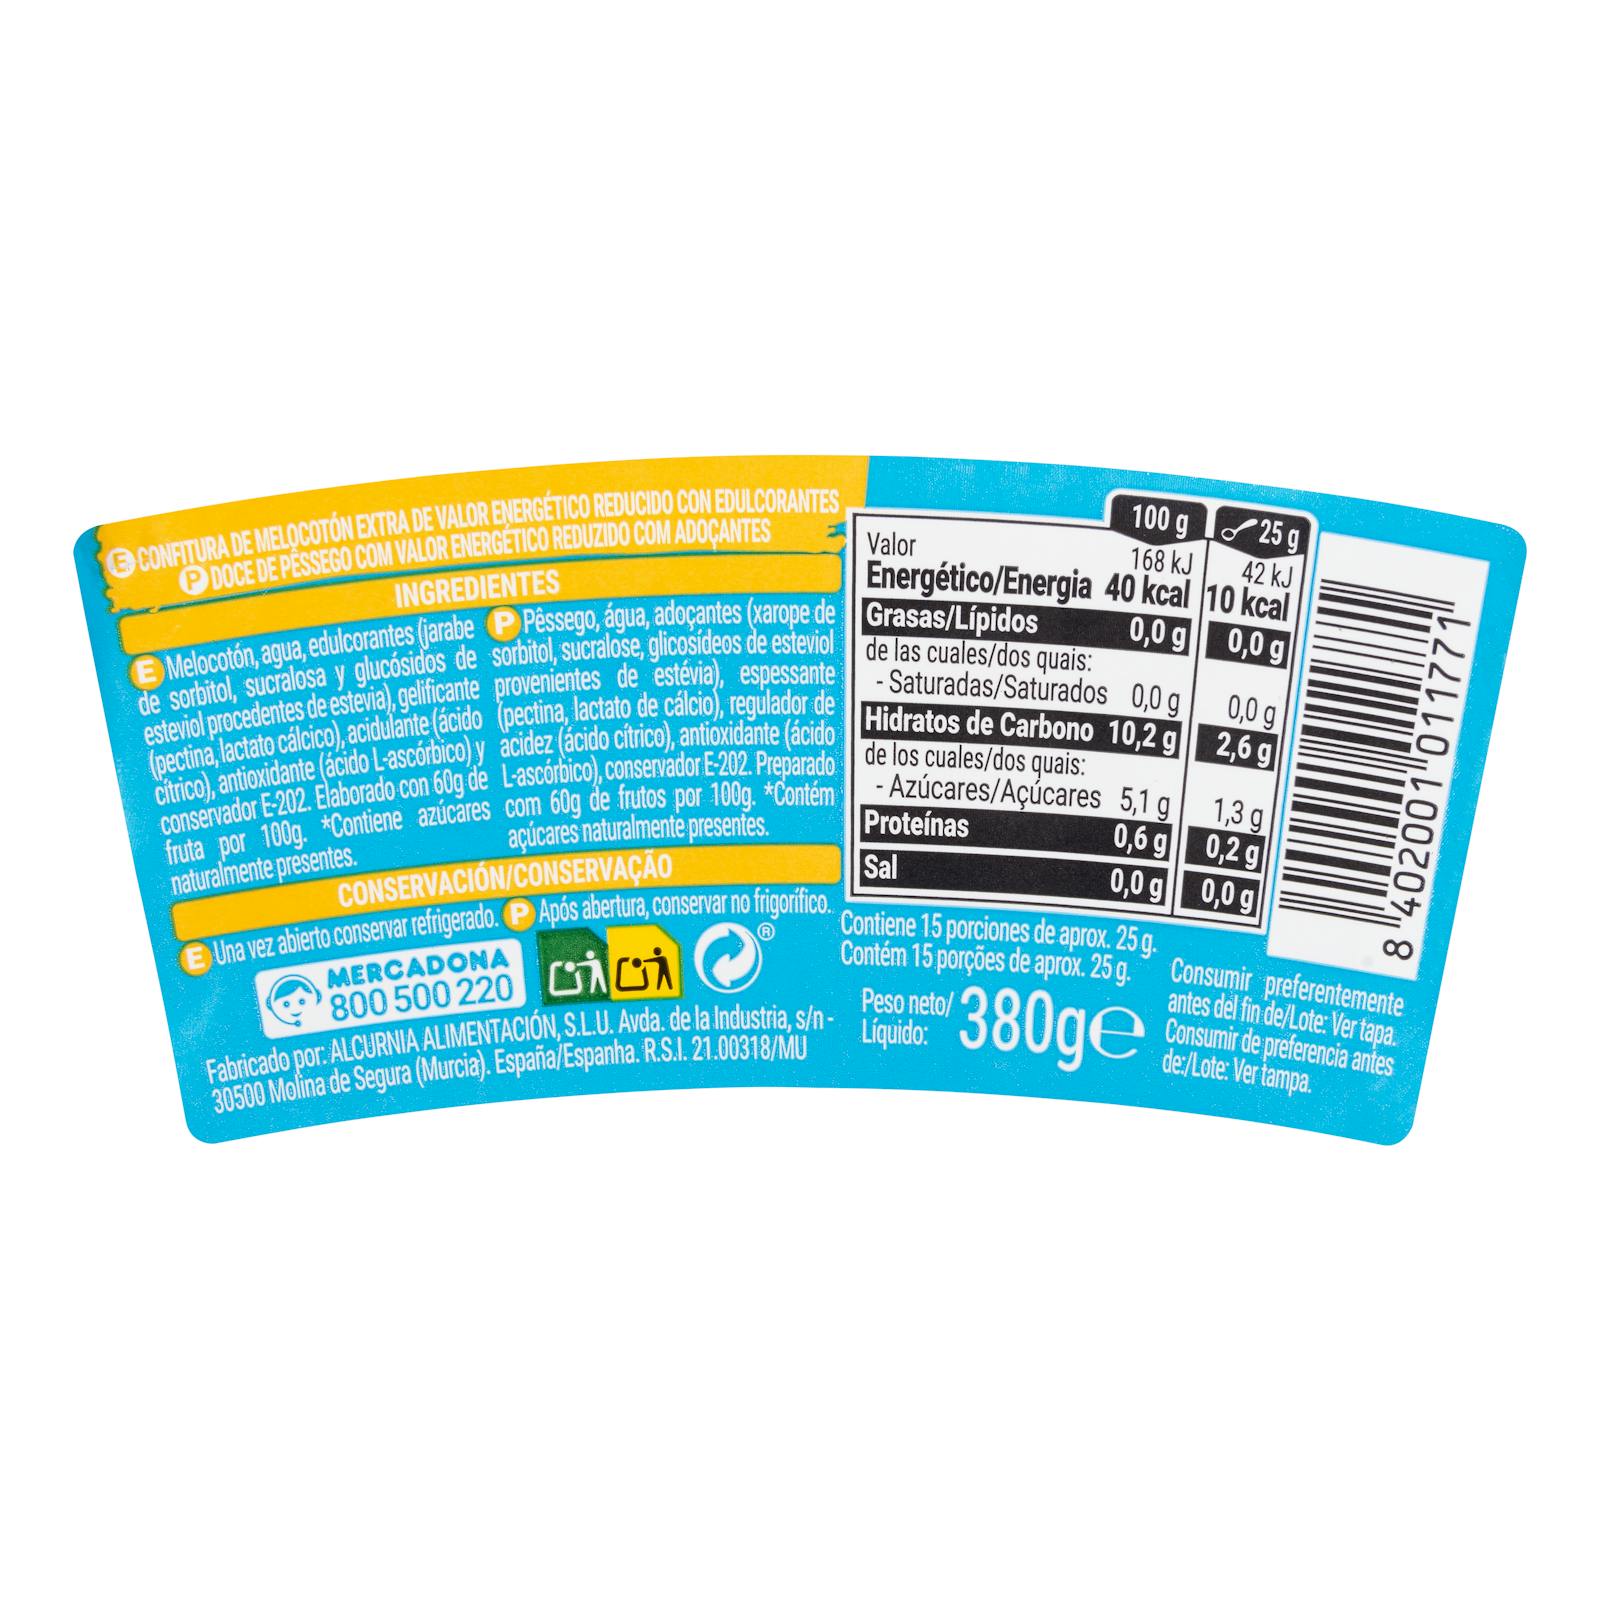 E CONFITURA DE MELOCOTÓN EXTRA DE VALOR ENERGÉTICO REDUCIDO CON EDULCORANTES
P DOCE DE PÊSSEGO COM VALOR ENERGÉTICO REDUZIDO COM ADOÇANTES
INGREDIENTES
E Melocotón, agua, edulcorantes (jarabe
de sorbitol, sucralosa y glucósidos de
esteviol procedentes de estevia), gelificante
(pectina, lactato cálcico), acidulante (ácido
cítrico), antioxidante (ácido L-ascórbico) y
conservador E-202. Elaborado con 60g de
fruta por 100g. *Contiene azúcares
naturalmente presentes.
P Pêssego, água, adoçantes (xarope de
sorbitol, sucralose, glicosídeos de esteviol
provenientes de estévia), espessante
(pectina, lactato de cálcio), regulador de
acidez (ácido cítrico), antioxidante (ácido
L-ascórbico), conservador E-202. Preparado
com 60g de frutos por 100g. *Contém
açúcares naturalmente presentes.
CONSERVACIÓN/CONSERVAÇÃO
E Una vez abierto conservar refrigerado. P Após abertura, conservar no frigorífico.
MERCADONA
800 500 220
®
Fabricado por: ALCURNIA ALIMENTACIÓN, S.L.U. Avda. de la Industria, s/n -
30500 Molina de Segura (Murcia). España/Espanha. R.S.I. 21.00318/MU
100 g 25 g
Valor 168 kJ 42 kJ
Energético/Energia 40 kcal 10 kcal
Grasas/Lípidos 0,0 g 0,0 g
de las cuales/dos quais:
- Saturadas/Saturados 0,0 g 0,0 g
Hidratos de Carbono 10,2 g 2,6 g
de los cuales/dos quais:
- Azúcares/Açúcares 5,1 g 1,3 g
Proteínas 0,6 g 0,2 g
Sal 0,0 g 0,0 g
Contiene 15 porciones de aprox. 25 g.
Contém 15 porções de aprox. 25 g.
Peso neto/
Líquido: 380g e
Consumir preferentemente
antes del fin de/Lote: Ver tapa.
Consumir de preferencia antes
de:/Lote: Ver tampa.
8 402001 011771